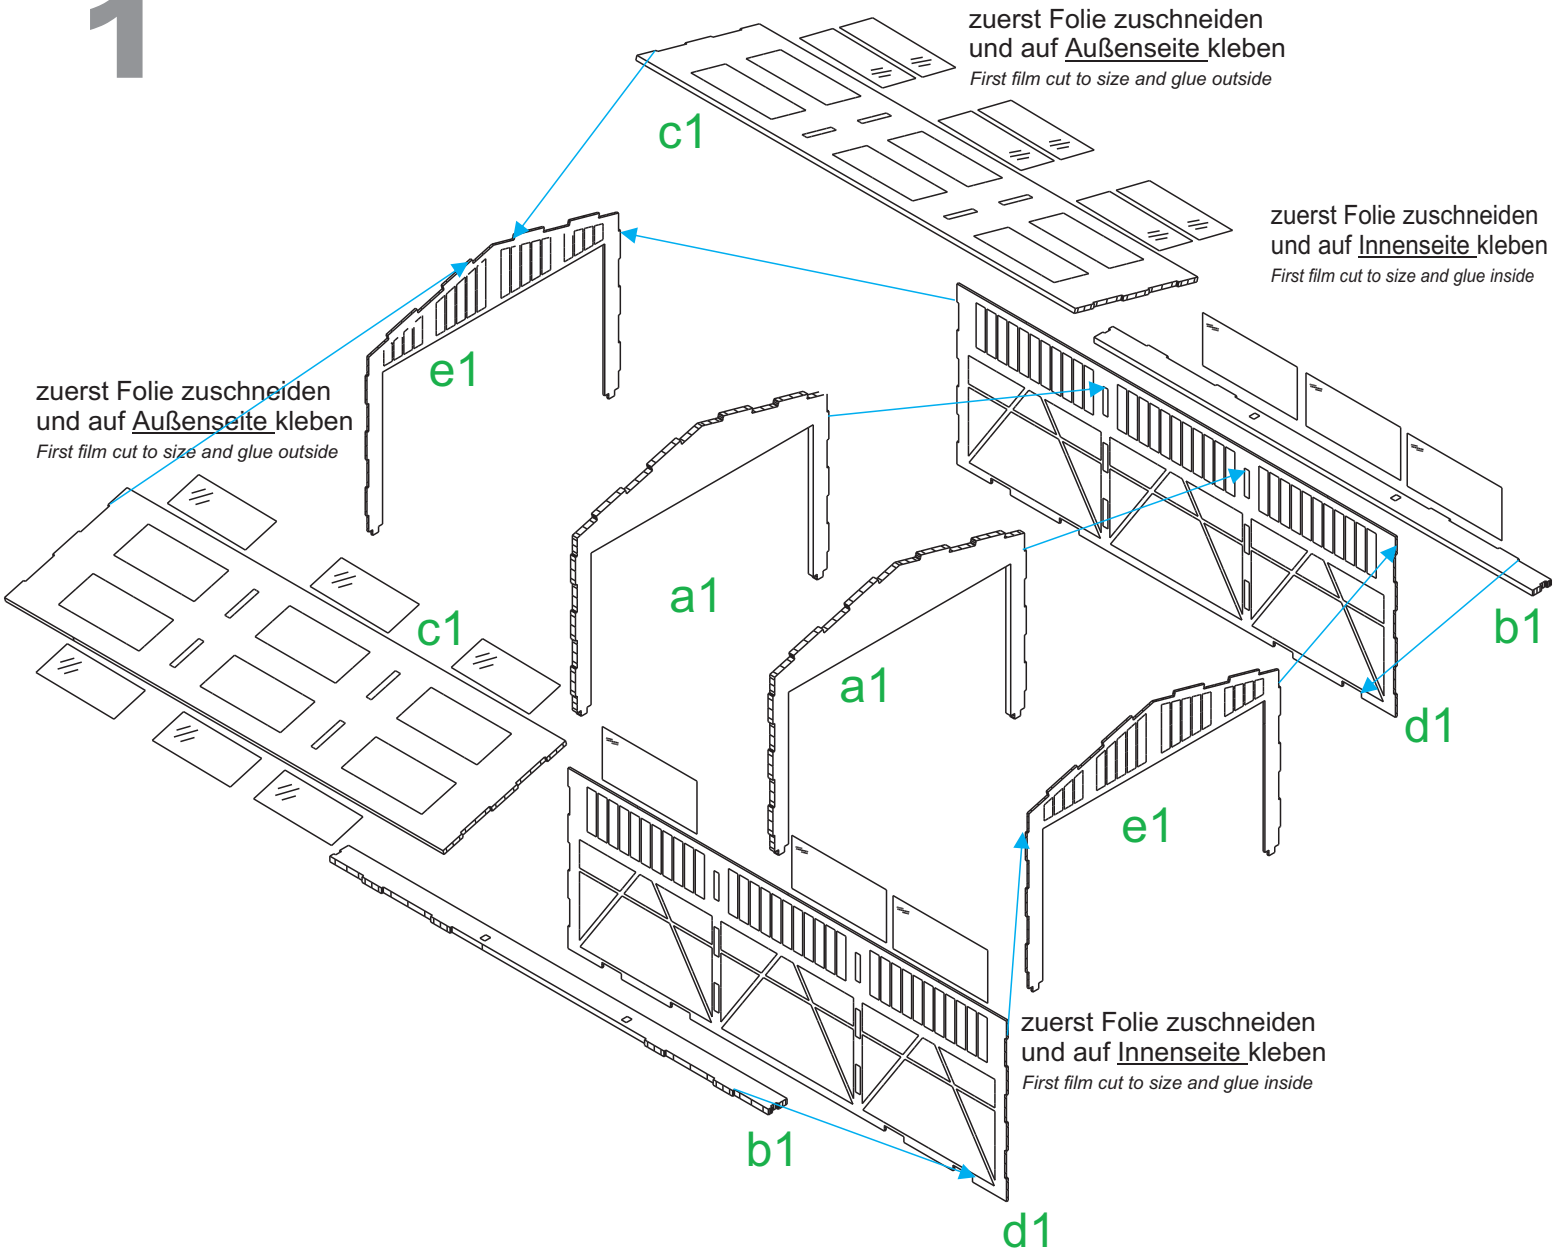 1
zuerst Folie zuschneiden
und auf Außenseite kleben
First film cut to size and glue outside
c1
zuerst Folie zuschneiden
und auf Innenseite kleben
First film cut to size and glue inside
e1
zuerst Folie zuschneiden
und auf Außenseite kleben
First film cut to size and glue outside
a1
b1
c1
a1
d1
e1
zuerst Folie zuschneiden
und auf Innenseite kleben
First film cut to size and glue inside
b1
d1